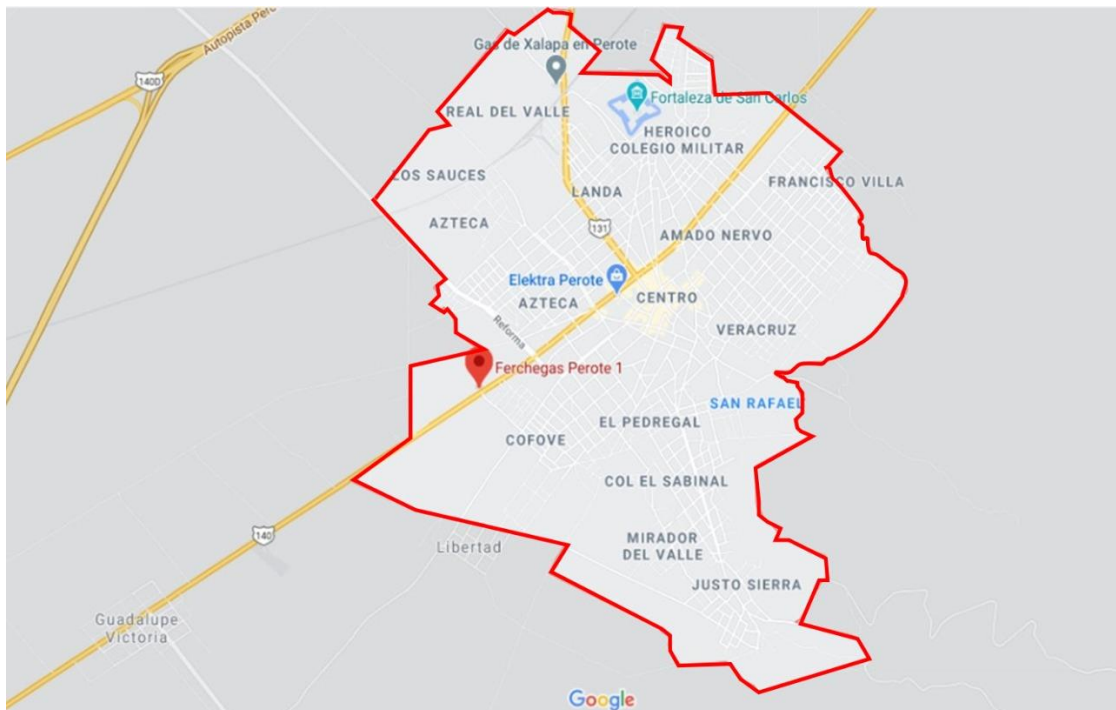 Autopista Pero
140D
Gas de Xalapa en Perote
Fortaleza de San Carlos
REAL DEL VALLE
HEROICO
COLEGIO MILITAR
LOS SAUCES
FRANCISCO VILLA
LANDA
AZTECA
131
AMADO NERVO
Elektra Perote
AZTECA
CENTRO
Reforma
VERACRUZ
Ferchegas Perote 1
SAN RAFAEL
EL PEDREGAL
COFOVE
COL EL SABINAL
140
Libertad
MIRADOR
DEL VALLE
JUSTO SIERRA
Guadalupe
Victoria
Google